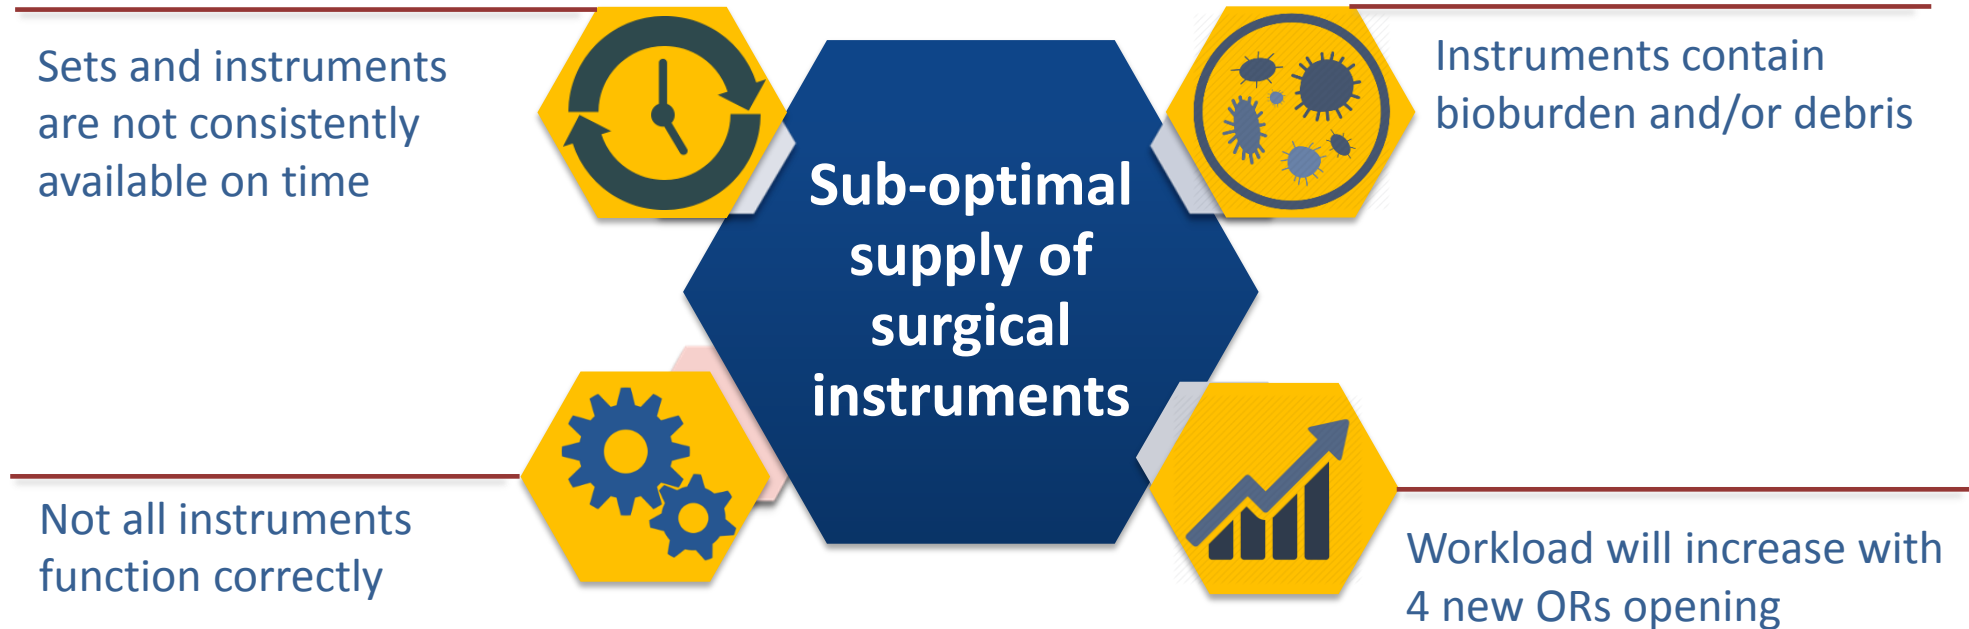 Sets and instruments
are not consistently
available on time
Instruments contain
bioburden and/or debris
Sub-optimal
supply of
surgical
instruments
Not all instruments
function correctly
Workload will increase with
4 new ORs opening